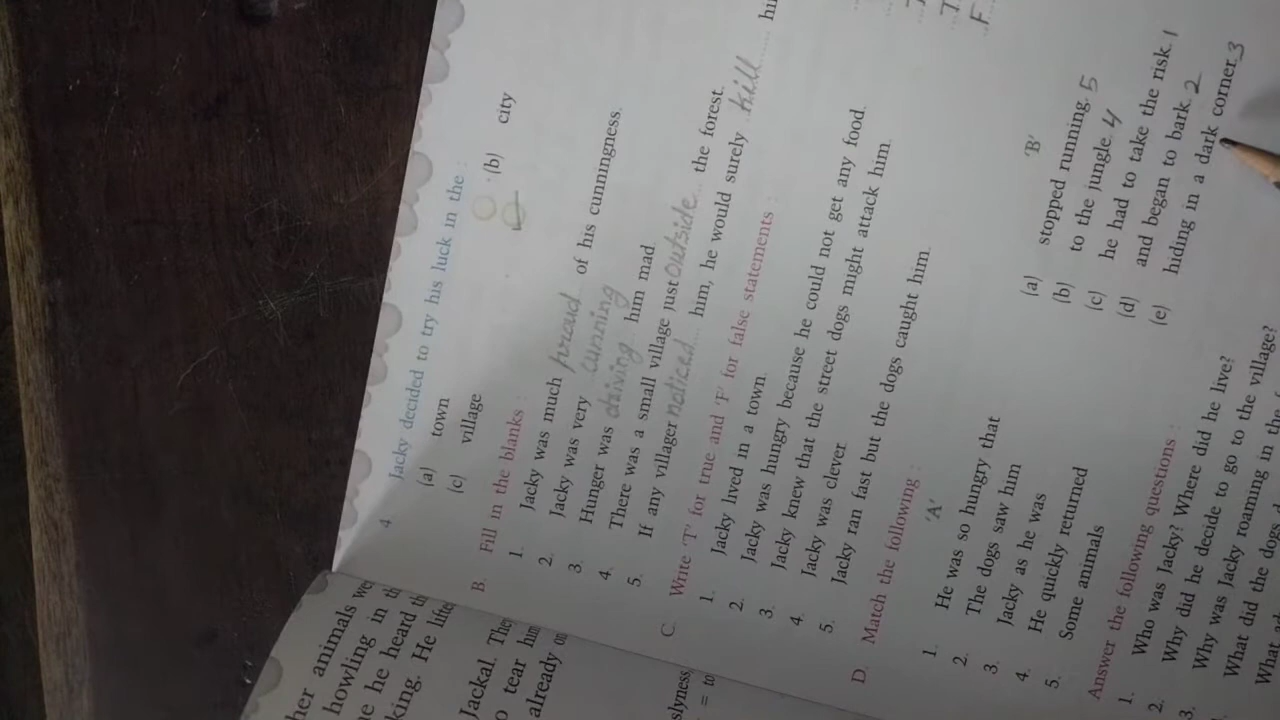 her animals
howling in
he heard
king. He
Jackal. They
tear him
already on
slyness
= to
4. Jacky decided to try his luck in the :
(a) town (b) city
(c) village
B. Fill in the blanks :
1. Jacky was much proud of his cunningness.
2. Jacky was very cunning
3. Hunger was driving him mad.
4. There was a small village just outside the forest.
5. If any villager noticed him, he would surely kill
C. Write 'T' for true and 'F' for false statements :
1. Jacky lived in a town.
2. Jacky was hungry because he could not get any food.
3. Jacky knew that the street dogs might attack him.
4. Jacky was clever.
5. Jacky ran fast but the dogs caught him.
T
F
D. Match the following :
'A' 'B'
1. He was so hungry that (a) stopped running. 5
2. The dogs saw him (b) to the jungle. 4
3. Jacky as he was (c) he had to take the risk. 1
4. He quickly returned (d) and began to bark. 2
5. Some animals (e) hiding in a dark corner. 3
Answer the following questions :
1. Who was Jacky? Where did he live?
2. Why did he decide to go to the village?
3. Why was Jacky roaming in the
What did the dogs
What